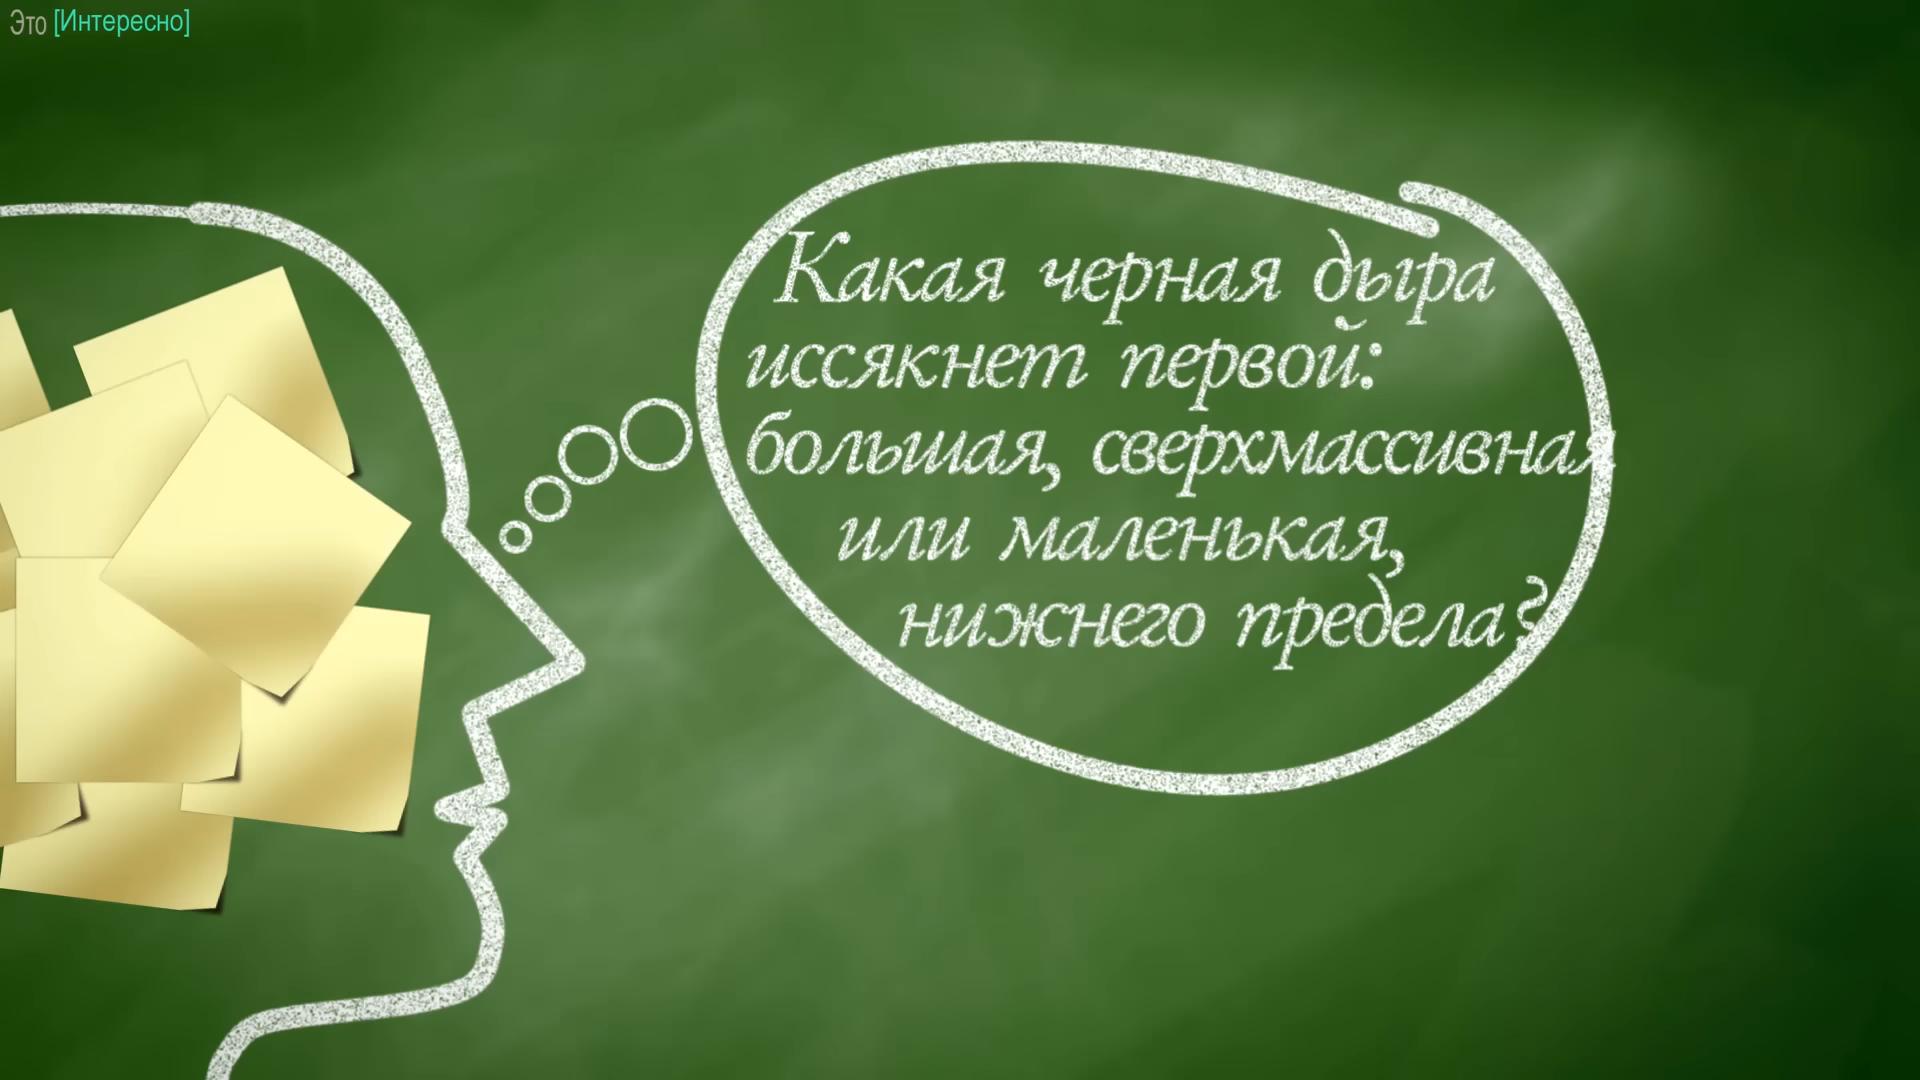 Это [Интересно]
Какая черная дыра
иссякнет первой:
большая, сверхмассивная
или маленькая,
нижнего предела?